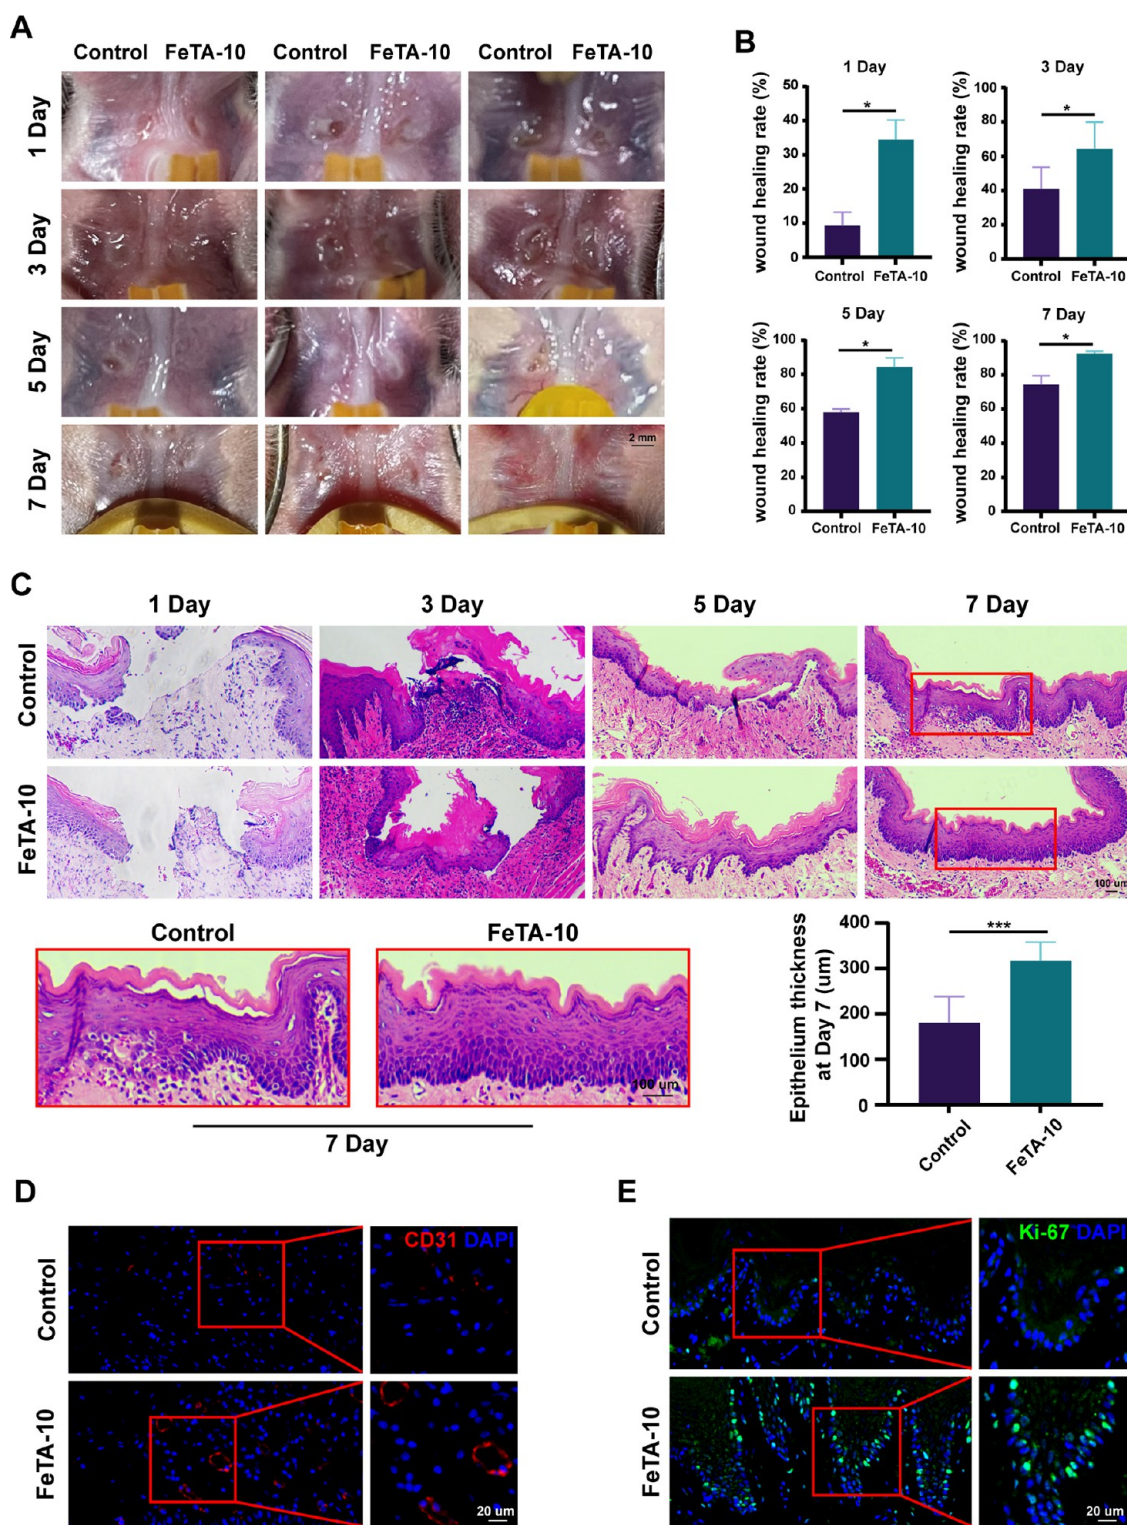 A
Control FeTA-10 Control FeTA-10 Control FeTA-10
1 Day
3 Day
5 Day
7 Day
2 mm
B
1 Day
wound healing rate (%)
50
40
30
20
10
0
Control FeTA-10
*
3 Day
wound healing rate (%)
100
80
60
40
20
0
Control FeTA-10
*
5 Day
wound healing rate (%)
100
80
60
40
20
0
Control FeTA-10
*
7 Day
wound healing rate (%)
100
80
60
40
20
0
Control FeTA-10
*
C
1 Day 3 Day 5 Day 7 Day
Control
FeTA-10
100 um
Control FeTA-10
100 um
7 Day
Epithelium thickness
at Day 7 (um)
400
300
200
100
0
***
Control
FeTA-10
D
Control
CD31 DAPI
FeTA-10
20 um
E
Control
Ki-67 DAPI
FeTA-10
20 um